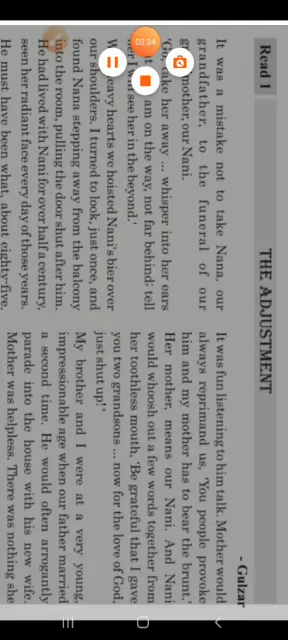 03:34
Read 1
THE ADJUSTMENT
- Gulzar
It was a mistake not to take Nana, our
grandfather, to the funeral of our
mother, our Nani.
take her away ... whisper into her ears
am on the way, not far behind; tell
see her in the beyond.'
heavy hearts we hoisted Nani's bier over
our shoulders. I turned to look, just once, and
found Nana stepping away from the balcony
into the room, pulling the door shut after him.
He had lived with Nani for over half a century,
seen her radiant face every day of those years.
He must have been what, about eighty-five,
It was fun listening to him talk. Mother would
always reprimand us, 'You people provoke
him and my mother has to bear the brunt.'
Her mother, means our Nani. And Nani
would whoosh out a few words together from
her toothless mouth, 'Be grateful that I gave
you two grandsons ... now for the love of God,
just shut up!'
My brother and I were at a very young,
impressionable age when our father married
a second time. He would often arrogantly
parade into the house with his new wife.
Mother was helpless. There was nothing she